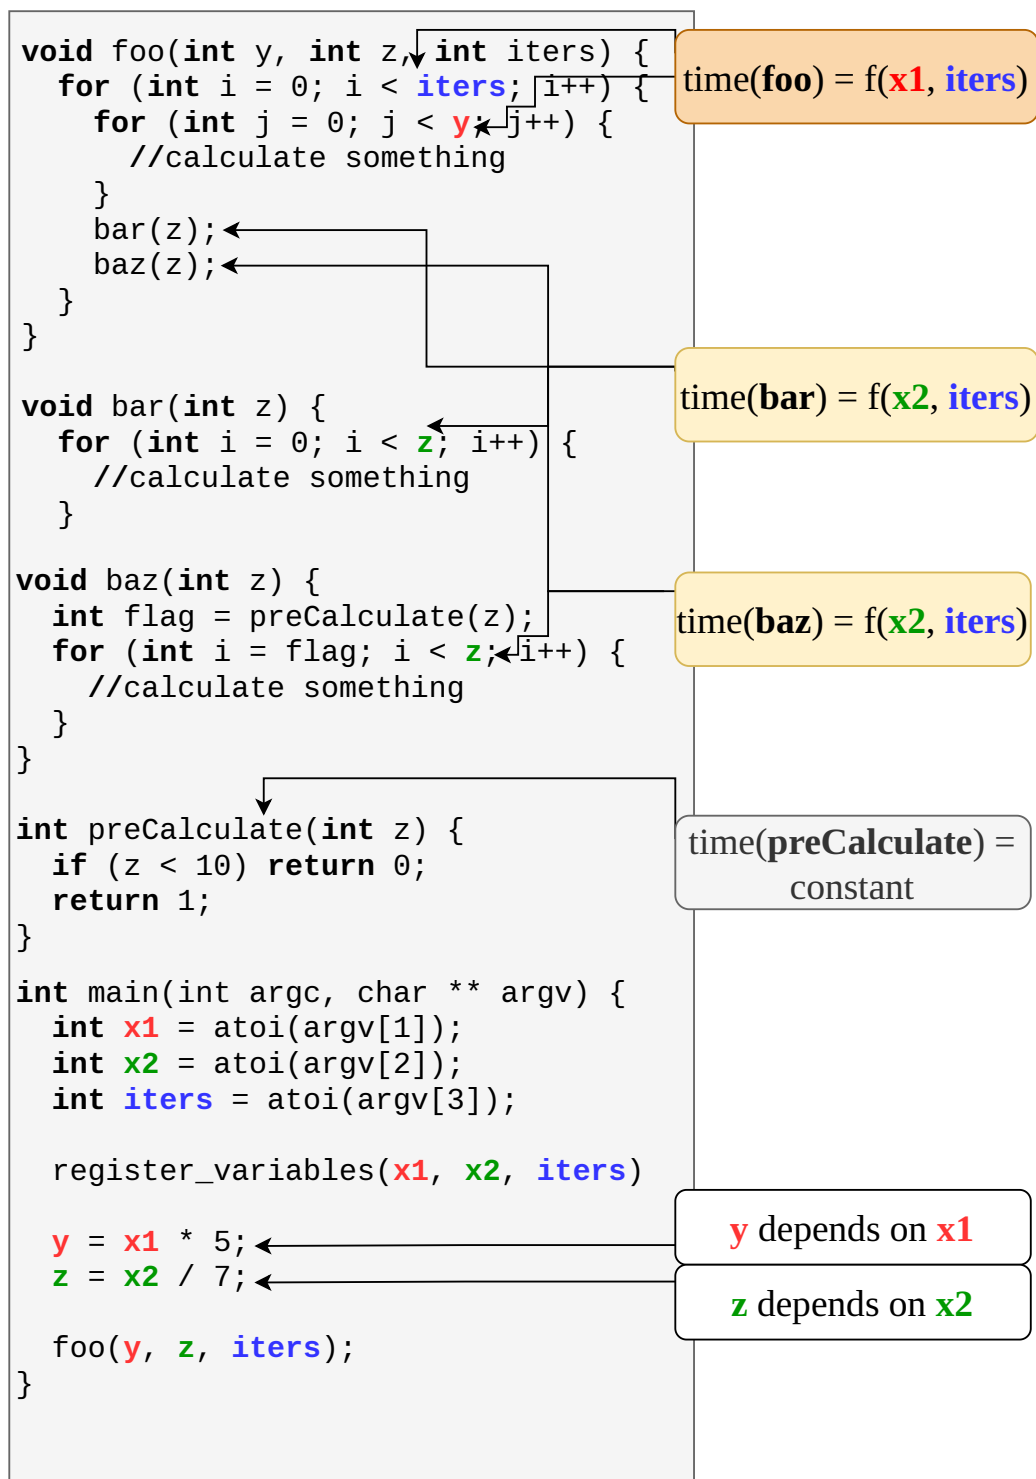 void foo(int y, int z, int iters) {
  for (int i = 0; i < iters; i++) {
    for (int j = 0; j < y; j++) {
      //calculate something
    }
    bar(z);
    baz(z);
  }
}
void bar(int z) {
  for (int i = 0; i < z; i++) {
    //calculate something
  }
void baz(int z) {
  int flag = preCalculate(z);
  for (int i = flag; i < z; i++) {
    //calculate something
  }
}
int preCalculate(int z) {
  if (z < 10) return 0;
  return 1;
}
int main(int argc, char ** argv) {
  int x1 = atoi(argv[1]);
  int x2 = atoi(argv[2]);
  int iters = atoi(argv[3]);
  register_variables(x1, x2, iters)
  y = x1 * 5;
  z = x2 / 7;
  foo(y, z, iters);
}
time(foo) = f(x1, iters)
time(bar) = f(x2, iters)
time(baz) = f(x2, iters)
time(preCalculate) =
constant
y depends on x1
z depends on x2